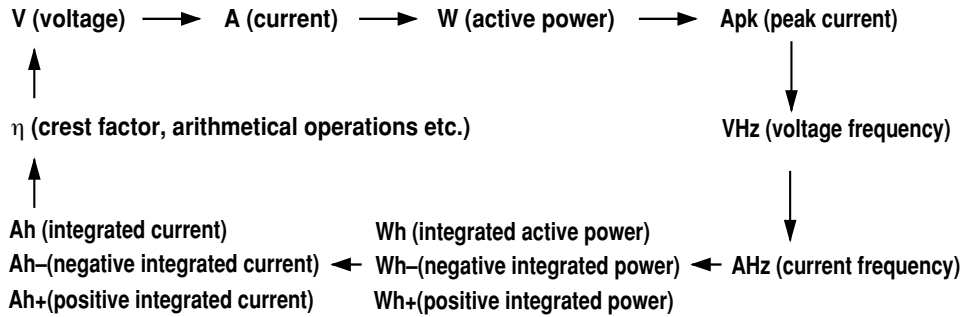 V (voltage) A (current) W (active power) Apk (peak current)
η (crest factor, arithmetical operations etc.) VHz (voltage frequency)
Ah (integrated current) Wh (integrated active power)
Ah–(negative integrated current) Wh–(negative integrated power) AHz (current frequency)
Ah+(positive integrated current) Wh+(positive integrated power)